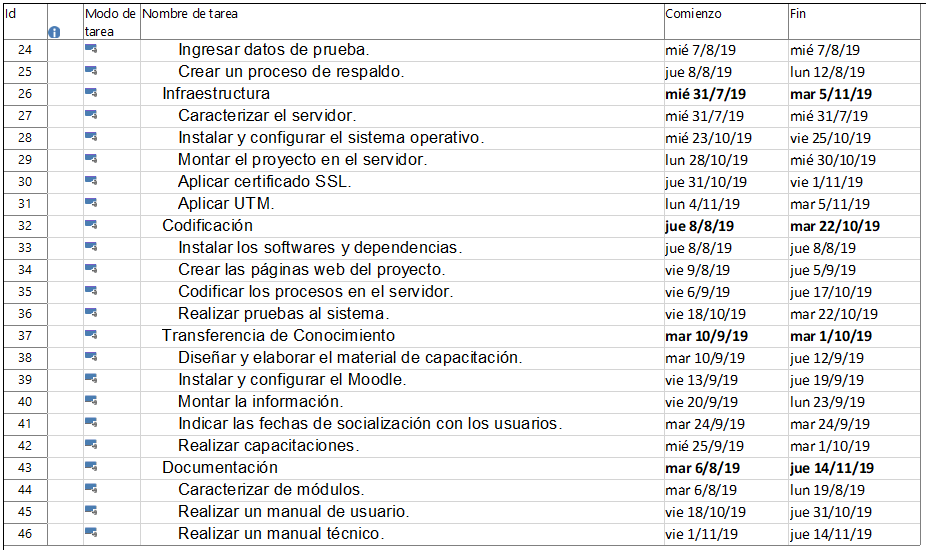 Id Modo de tarea Nombre de tarea Comienzo Fin
24 Ingresar datos de prueba. mié 7/8/19 mié 7/8/19
25 Crear un proceso de respaldo. jue 8/8/19 lun 12/8/19
26 Infraestructura mié 31/7/19 mar 5/11/19
27 Caracterizar el servidor. mié 31/7/19 mié 31/7/19
28 Instalar y configurar el sistema operativo. mié 23/10/19 vie 25/10/19
29 Montar el proyecto en el servidor. lun 28/10/19 mié 30/10/19
30 Aplicar certificado SSL. jue 31/10/19 vie 1/11/19
31 Aplicar UTM. lun 4/11/19 mar 5/11/19
32 Codificación jue 8/8/19 mar 22/10/19
33 Instalar los softwares y dependencias. jue 8/8/19 jue 8/8/19
34 Crear las páginas web del proyecto. vie 9/8/19 jue 5/9/19
35 Codificar los procesos en el servidor. vie 6/9/19 jue 17/10/19
36 Realizar pruebas al sistema. vie 18/10/19 mar 22/10/19
37 Transferencia de Conocimiento mar 10/9/19 mar 1/10/19
38 Diseñar y elaborar el material de capacitación. mar 10/9/19 jue 12/9/19
39 Instalar y configurar el Moodle. vie 13/9/19 jue 19/9/19
40 Montar la información. vie 20/9/19 lun 23/9/19
41 Indicar las fechas de socialización con los usuarios. mar 24/9/19 mar 24/9/19
42 Realizar capacitaciones. mié 25/9/19 mar 1/10/19
43 Documentación mar 6/8/19 jue 14/11/19
44 Caracterizar de módulos. mar 6/8/19 lun 19/8/19
45 Realizar un manual de usuario. vie 18/10/19 jue 31/10/19
46 Realizar un manual técnico. vie 1/11/19 jue 14/11/19